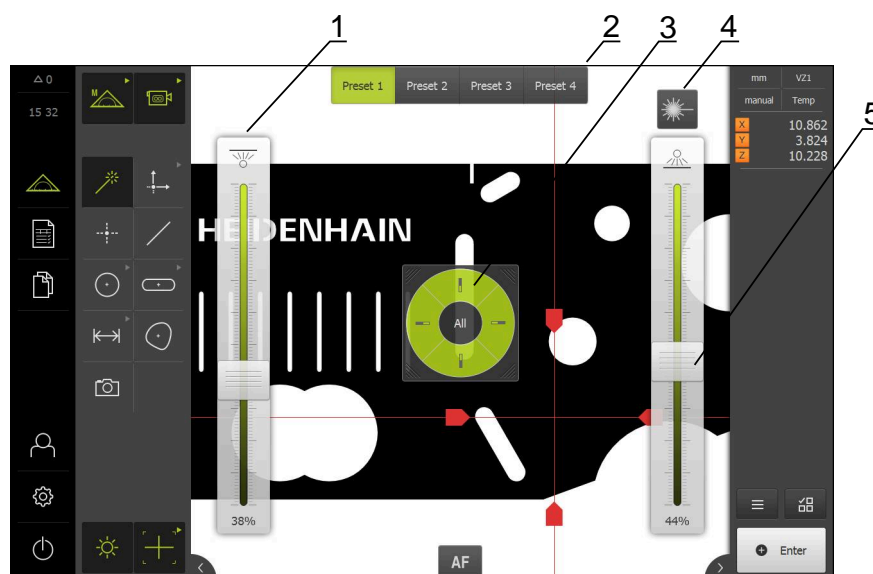 1
2
3
4
5
0
15 32
M
Preset 1 Preset 2 Preset 3 Preset 4
mm VZ1
manual Temp
X 10.862
Y 3.824
Z 10.228
HEIDENHAIN
All
38%
44%
AF
Enter